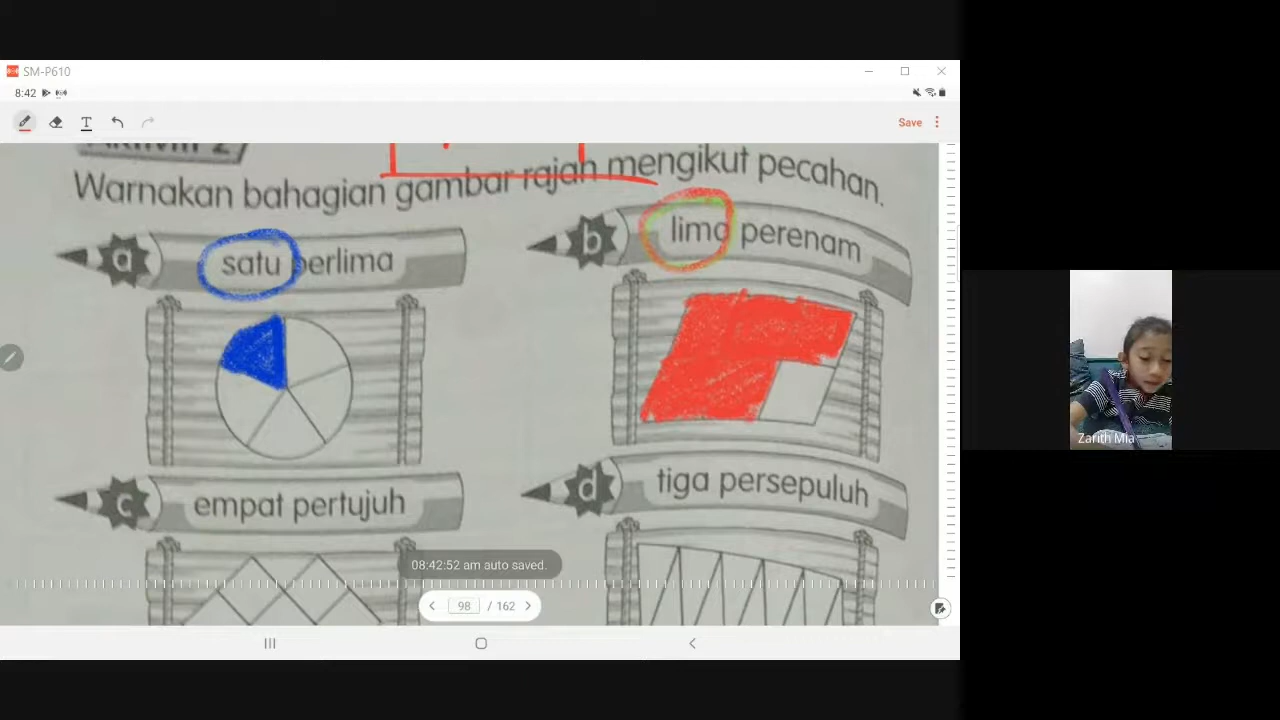 SM-P610
8:42
Save
Warnakan bahagian gambar rajah mengikut pecahan.
a satu perlima
b lima perenam
c empat pertujuh
d tiga persepuluh
08:42:52 am auto saved.
98 / 162
Zarith Mia